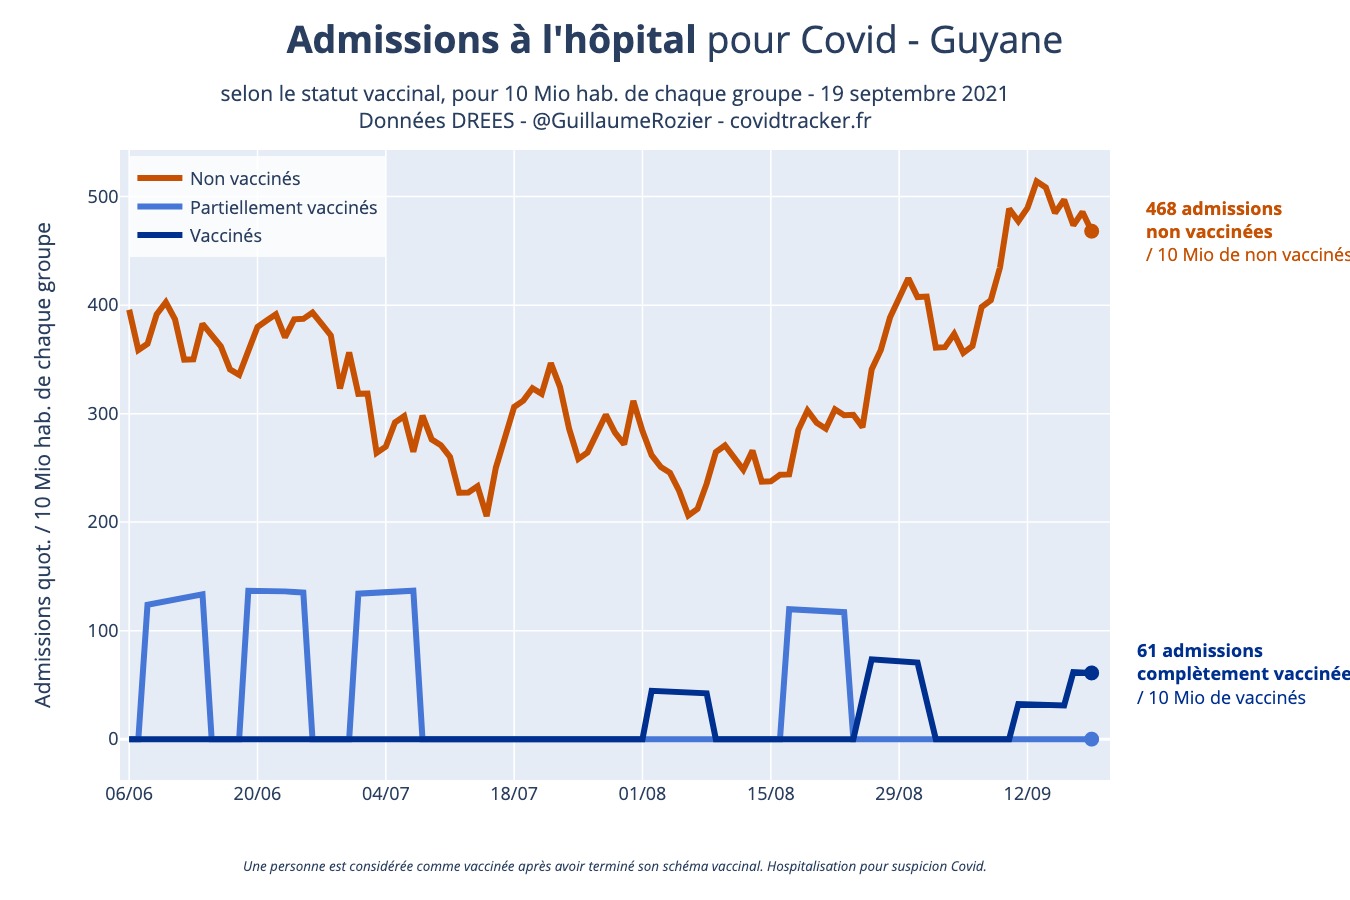 Admissions à l'hôpital pour Covid - Guyane
selon le statut vaccinal, pour 10 Mio hab. de chaque groupe - 19 septembre 2021
Données DREES - @GuillaumeRozier - covidtracker.fr
Non vaccinés
Partiellement vaccinés
Vaccinés
Admissions quot. / 10 Mio hab. de chaque groupe
500
400
300
200
100
0
06/06 20/06 04/07 18/07 01/08 15/08 29/08 12/09
468 admissions
non vaccinées
/ 10 Mio de non vaccinés
61 admissions
complètement vaccinée
/ 10 Mio de vaccinés
Une personne est considérée comme vaccinée après avoir terminé son schéma vaccinal. Hospitalisation pour suspicion Covid.